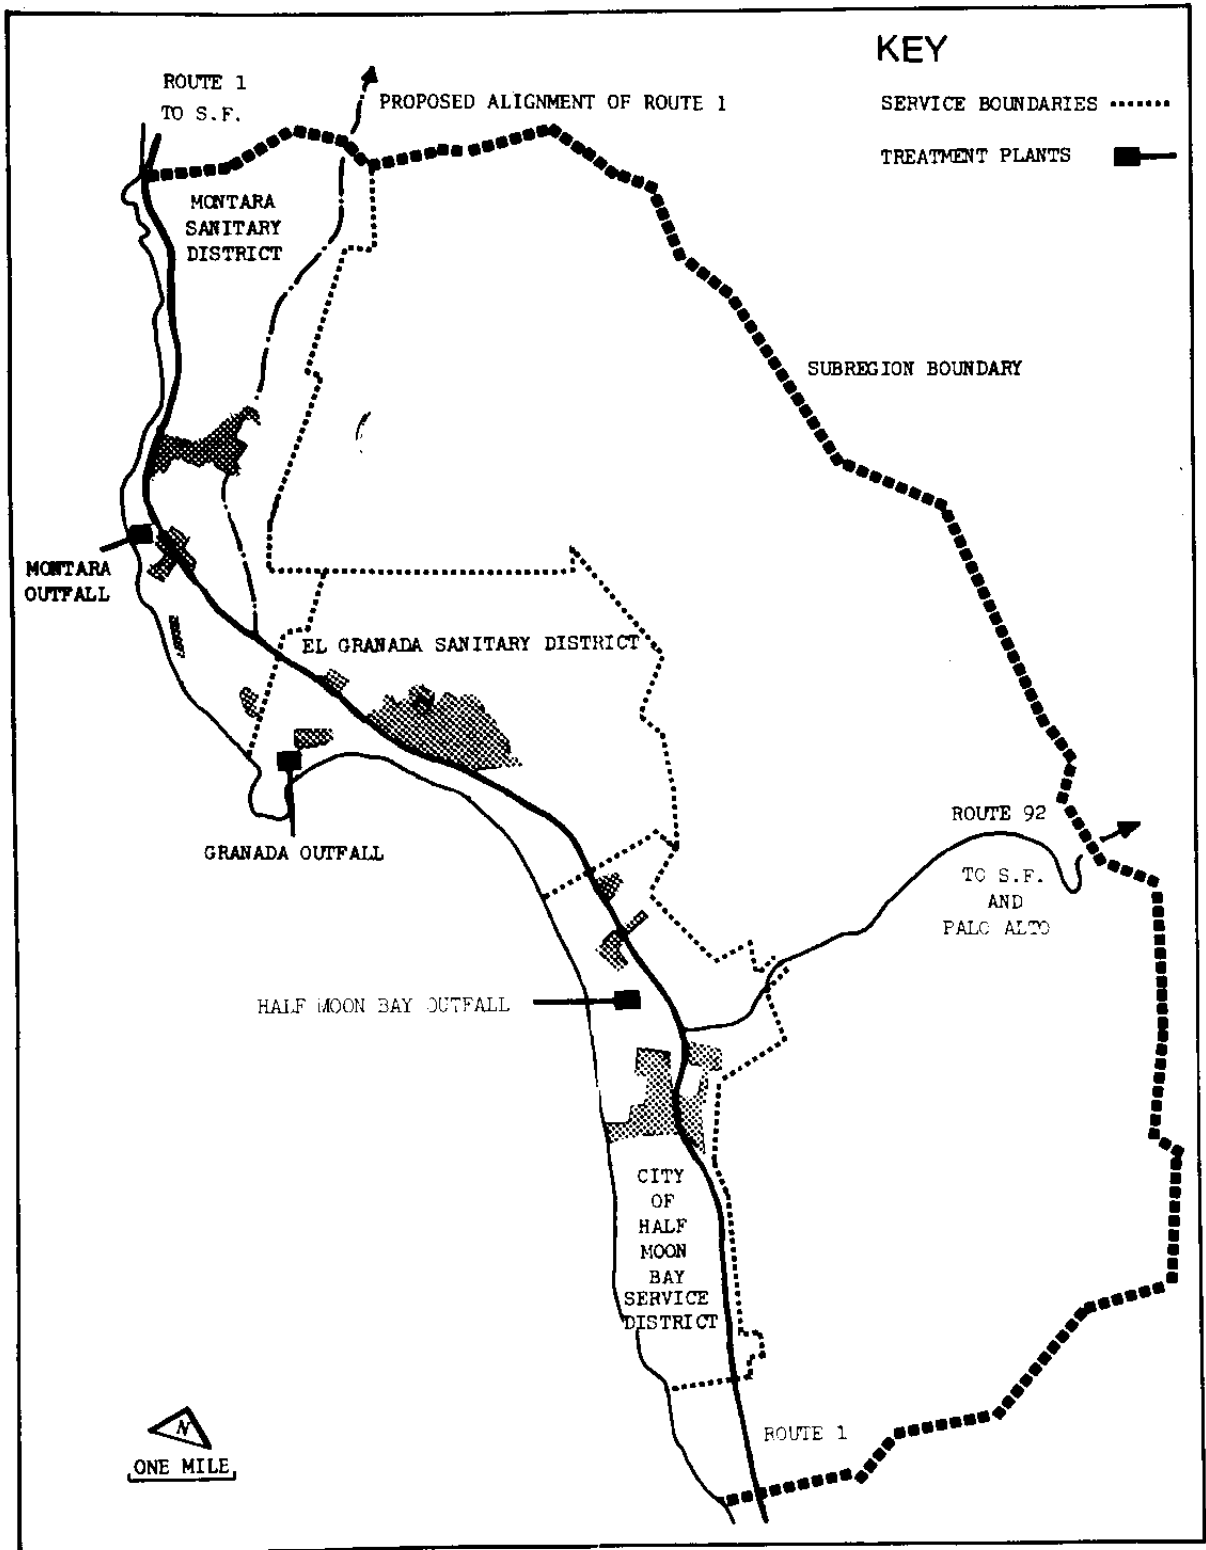 KEY
ROUTE 1
TO S.F.
PROPOSED ALIGNMENT OF ROUTE 1
SERVICE BOUNDARIES
TREATMENT PLANTS
MONTARA
SANITARY
DISTRICT
SUBREGION BOUNDARY
MONTARA
OUTFALL
EL GRANADA SANITARY DISTRICT
GRANADA OUTFALL
ROUTE 92
TO S.F.
AND
PALO ALTO
HALF MOON BAY OUTFALL
CITY
OF
HALF
MOON
BAY
SERVICE
DISTRICT
ROUTE 1
N
ONE MILE